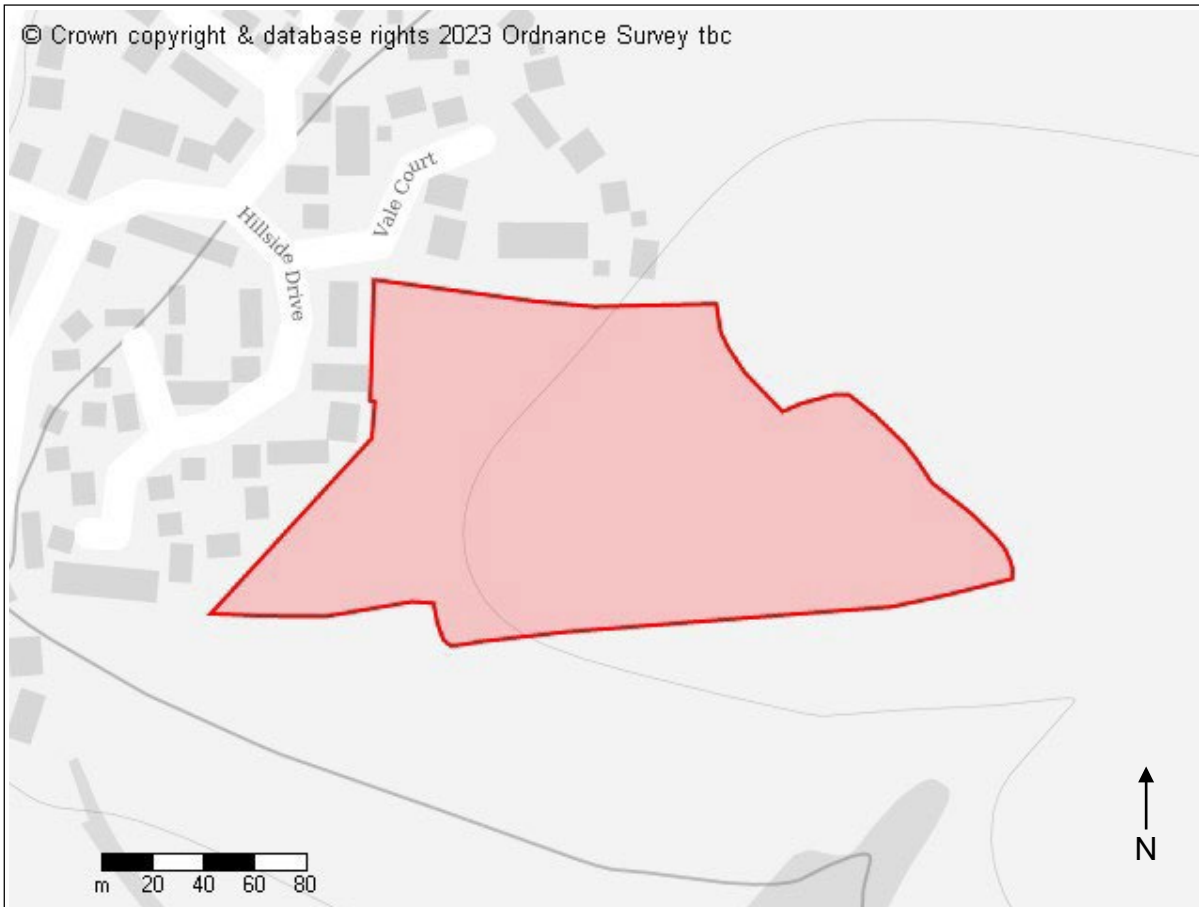 © Crown copyright & database rights 2023 Ordnance Survey tbc
Vale Court
Hillside Drive
N
m 20 40 60 80